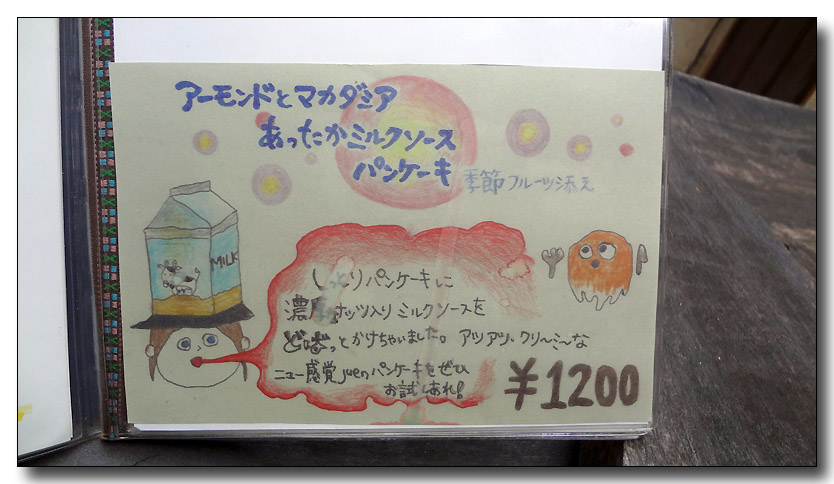 アーモンドとマカダミア
あったかミルクソース
パンケーキ 季節フルーツ添え
MILK
しっとりパンケーキに
濃厚ナッツ入りミルクソースを
とかけちゃいました。アツアツ、クリ〜ミ〜な
ニュー感覚juenパンケーキをぜひ
お試しあれ!
¥1200